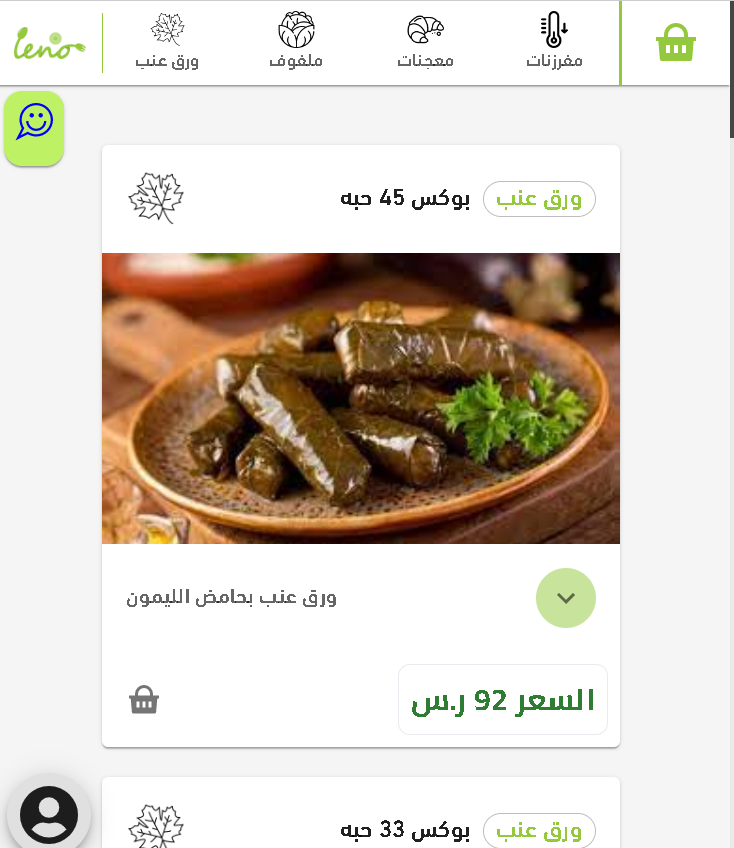 leno
ورق عنب
ملفوف
معجنات
مفرزنات
ورق عنب بوكس 45 حبه
ورق عنب بحامض الليمون
السعر 92 ر.س
ورق عنب بوكس 33 حبه